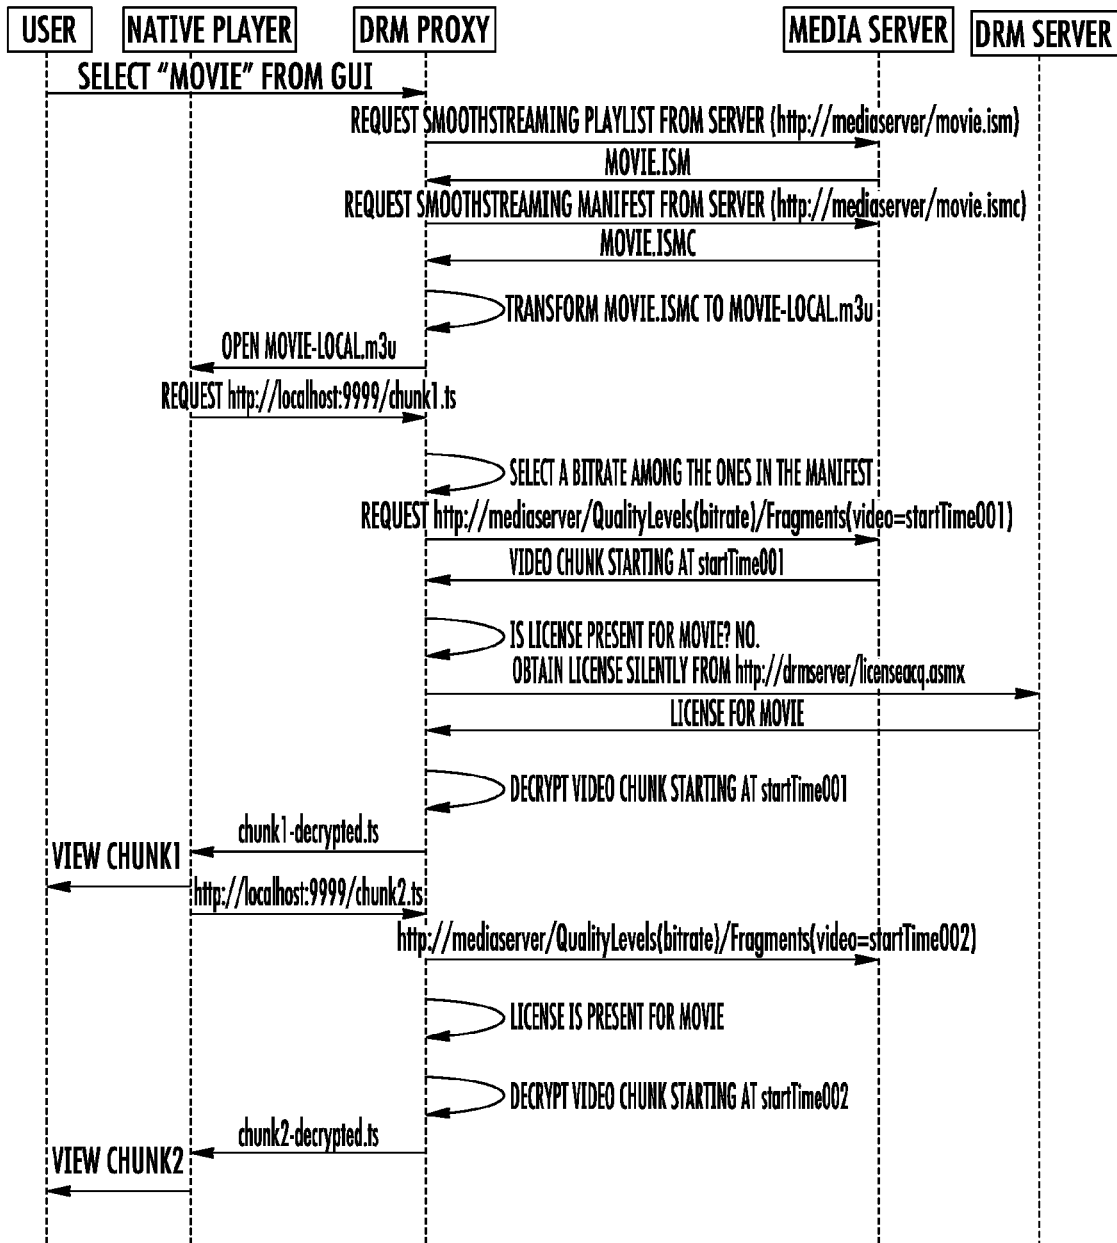 USER
NATIVE PLAYER
DRM PROXY
MEDIA SERVER
DRM SERVER
SELECT “MOVIE” FROM GUI
REQUEST SMOOTHSTREAMING PLAYLIST FROM SERVER (http://mediaserver/movie.ism)
MOVIE.ISM
REQUEST SMOOTHSTREAMING MANIFEST FROM SERVER (http://mediaserver/movie.ismc)
MOVIE.ISMC
TRANSFORM MOVIE.ISMC TO MOVIE-LOCAL.m3u
OPEN MOVIE-LOCAL.m3u
REQUEST http://localhost:9999/chunk1.ts
SELECT A BITRATE AMONG THE ONES IN THE MANIFEST
REQUEST http://mediaserver/QualityLevels(bitrate)/Fragments(video=startTime001)
VIDEO CHUNK STARTING AT startTime001
IS LICENSE PRESENT FOR MOVIE? NO.
OBTAIN LICENSE SILENTLY FROM http://drmserver/licenseacq.asmx
LICENSE FOR MOVIE
DECRYPT VIDEO CHUNK STARTING AT startTime001
chunk1-decrypted.ts
VIEW CHUNK1
http://localhost:9999/chunk2.ts
http://mediaserver/QualityLevels(bitrate)/Fragments(video=startTime002)
LICENSE IS PRESENT FOR MOVIE
DECRYPT VIDEO CHUNK STARTING AT startTime002
chunk2-decrypted.ts
VIEW CHUNK2